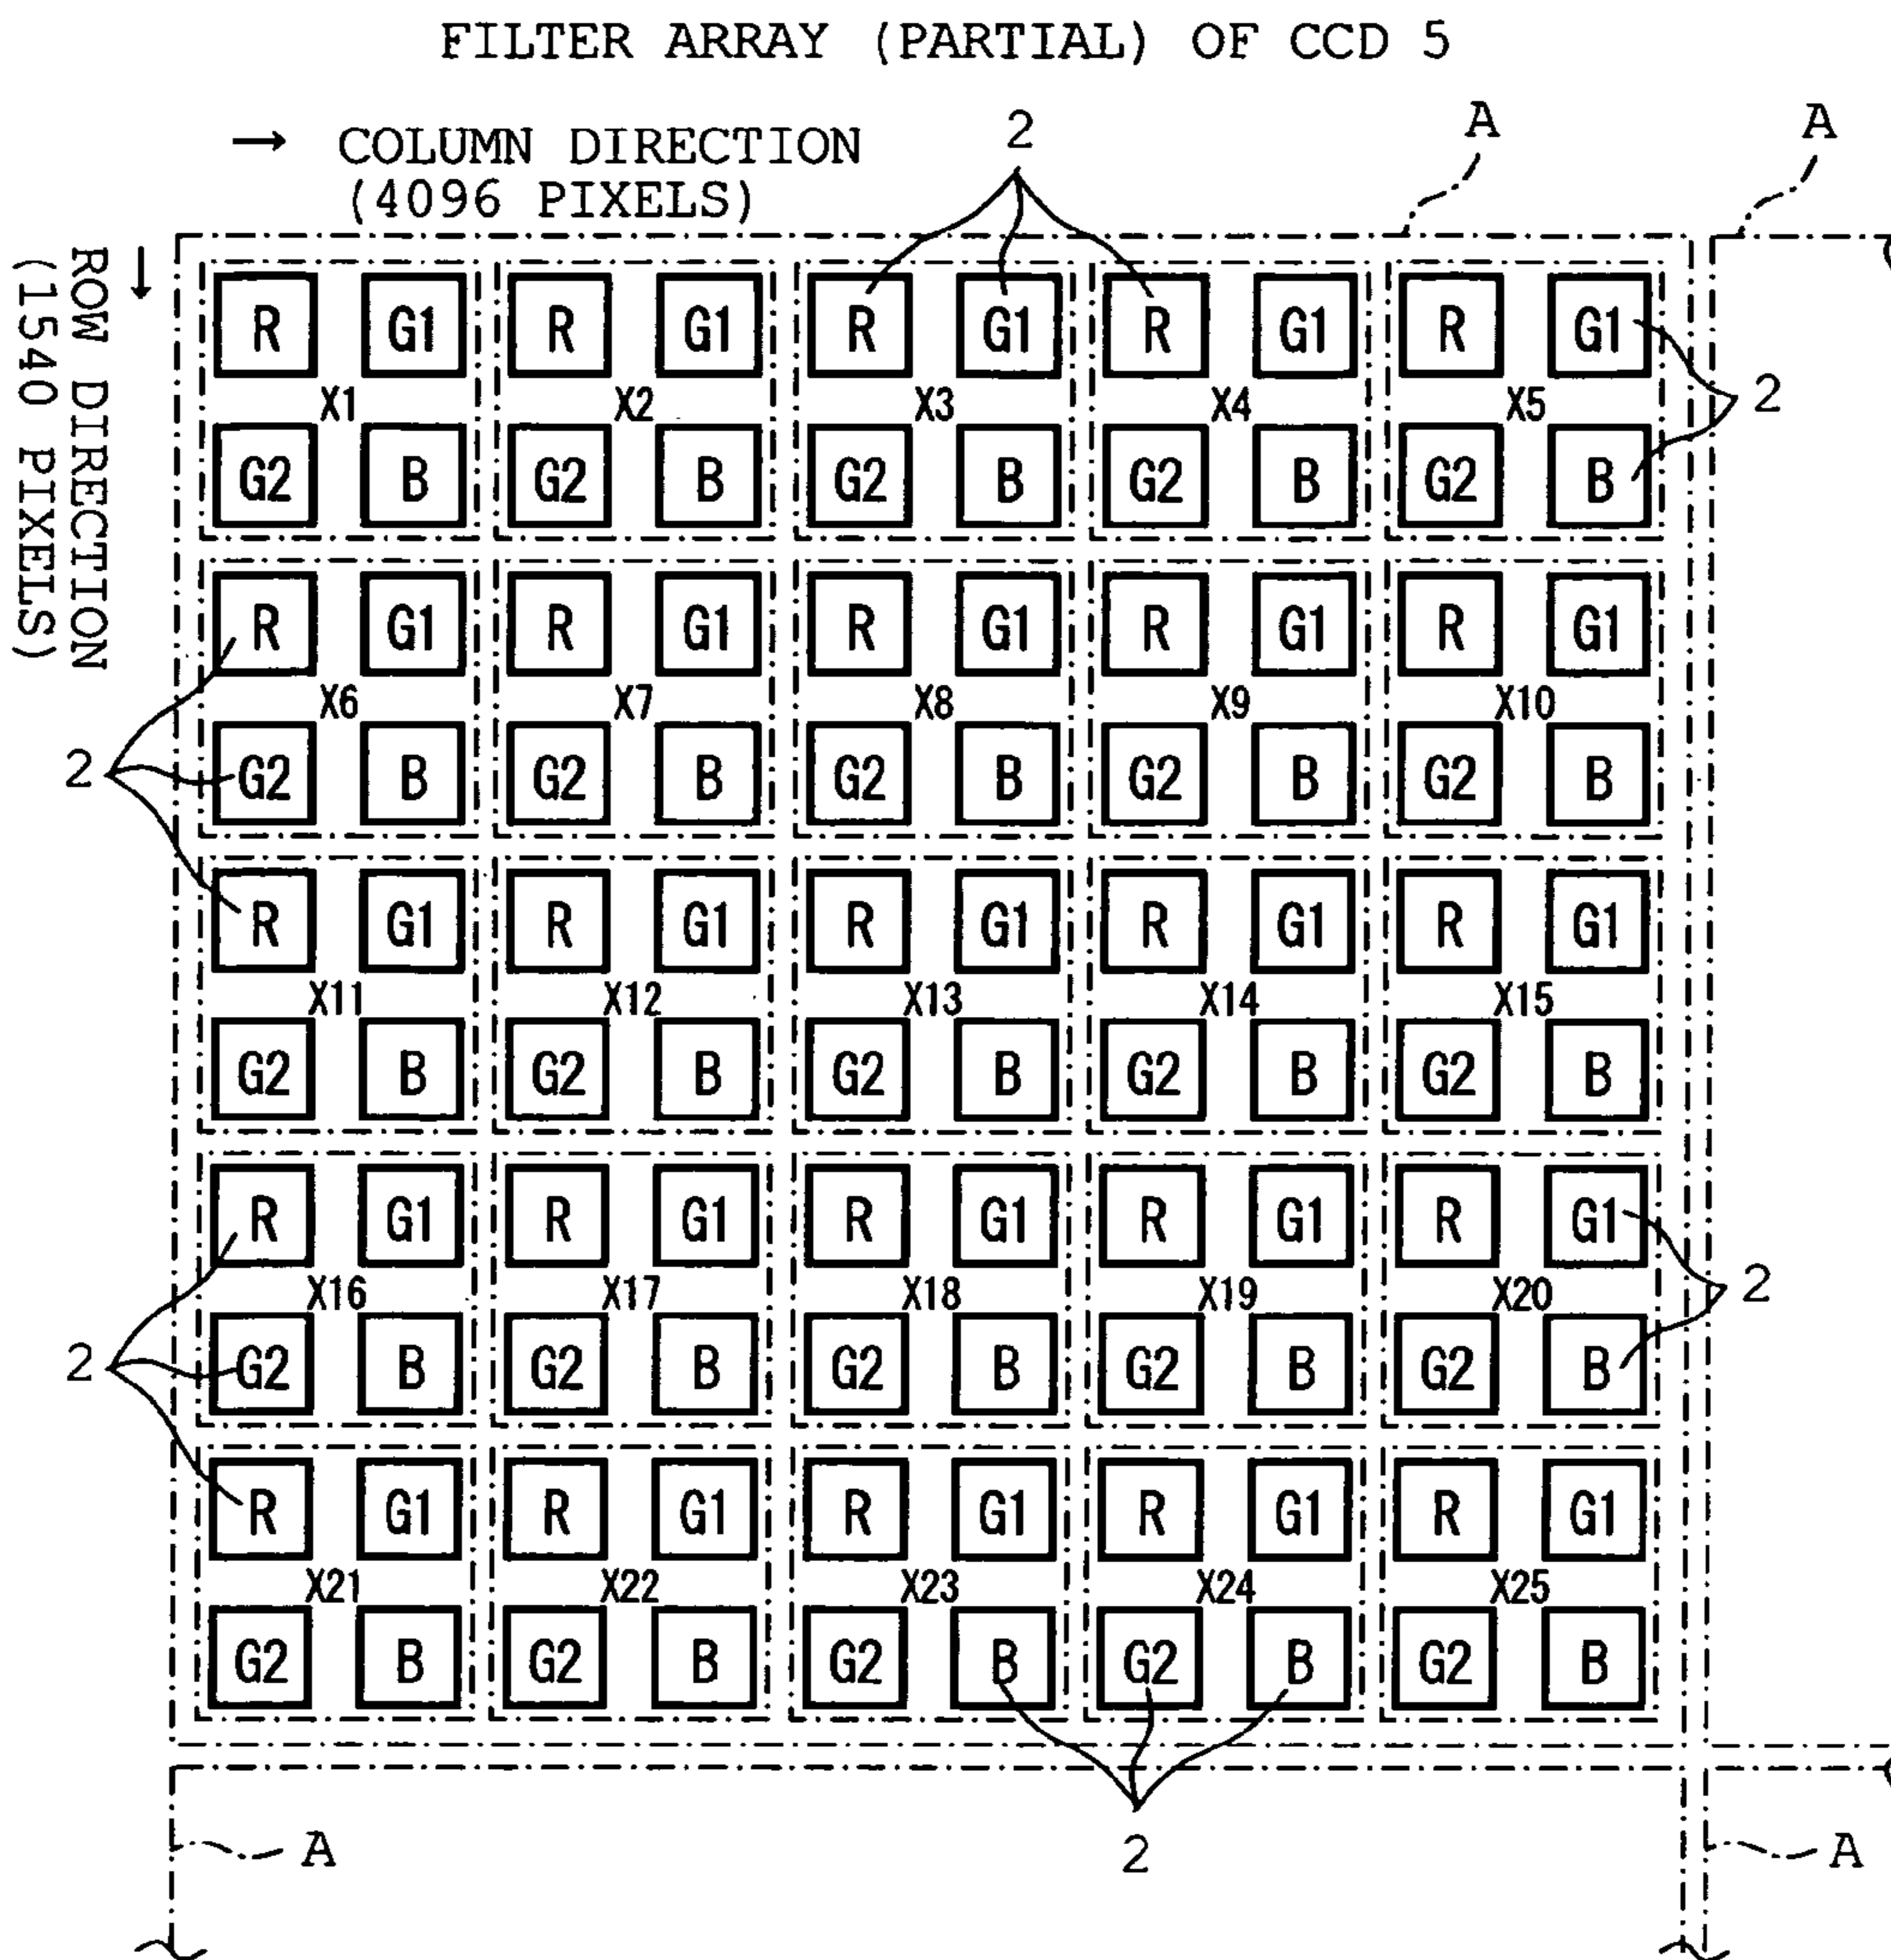 FILTER ARRAY (PARTIAL) OF CCD 5
→ COLUMN DIRECTION
(4096 PIXELS)
2
A
A
ROW DIRECTION
(1540 PIXELS)
R G1 R G1 R G1 R G1 R G1
X1 X2 X3 X4 X5
2
G2 B G2 B G2 B G2 B G2 B
R G1 R G1 R G1 R G1 R G1
X6 X7 X8 X9 X10
2
G2 B G2 B G2 B G2 B G2 B
R G1 R G1 R G1 R G1 R G1
X11 X12 X13 X14 X15
G2 B G2 B G2 B G2 B G2 B
R G1 R G1 R G1 R G1 R G1
X16 X17 X18 X19 X20
2
2
G2 B G2 B G2 B G2 B G2 B
R G1 R G1 R G1 R G1 R G1
X21 X22 X23 X24 X25
G2 B G2 B G2 B G2 B G2 B
A
2
A